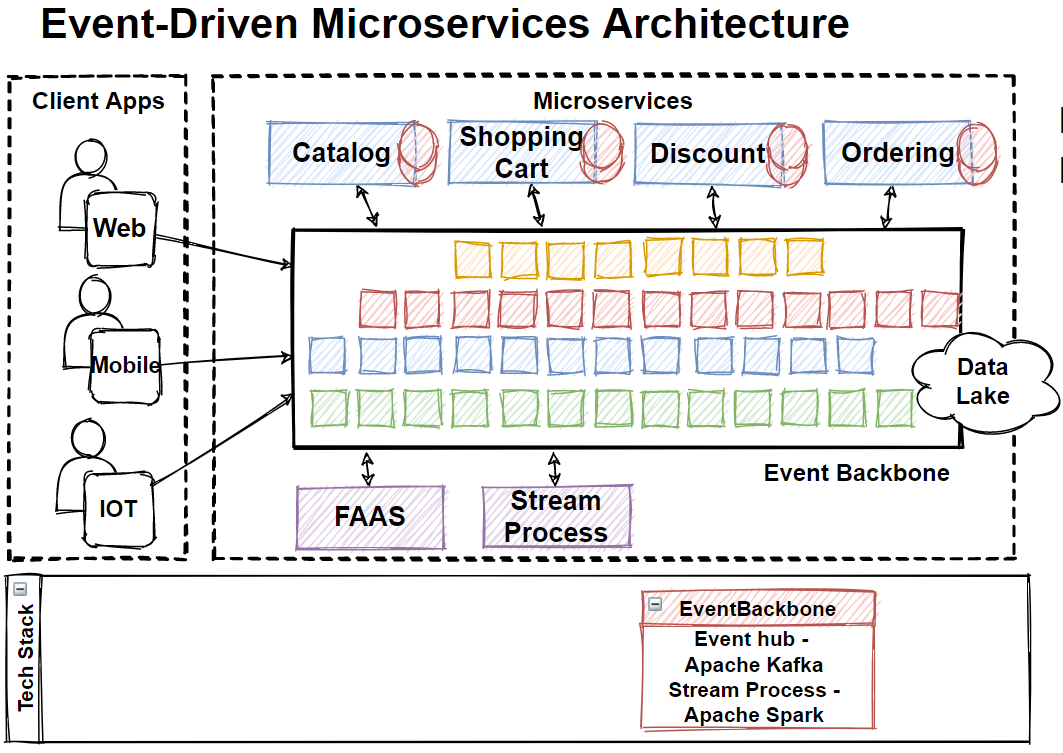 Event-Driven Microservices Architecture
Client Apps
Microservices
Catalog
Shopping
Cart
Discount
Ordering
Web
Mobile
IOT
Data
Lake
Event Backbone
FAAS
Stream
Process
Tech Stack
EventBackbone
Event hub -
Apache Kafka
Stream Process -
Apache Spark